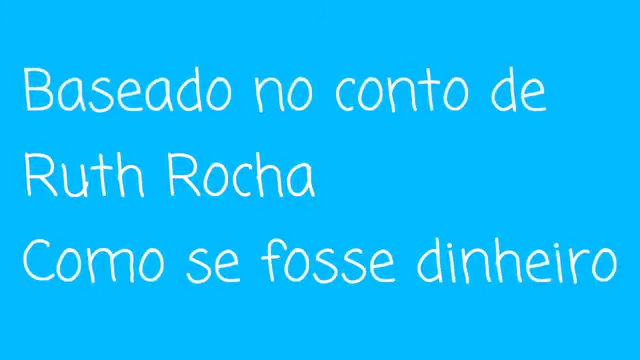 Baseado no conto de
Ruth Rocha
Como se fosse dinheiro